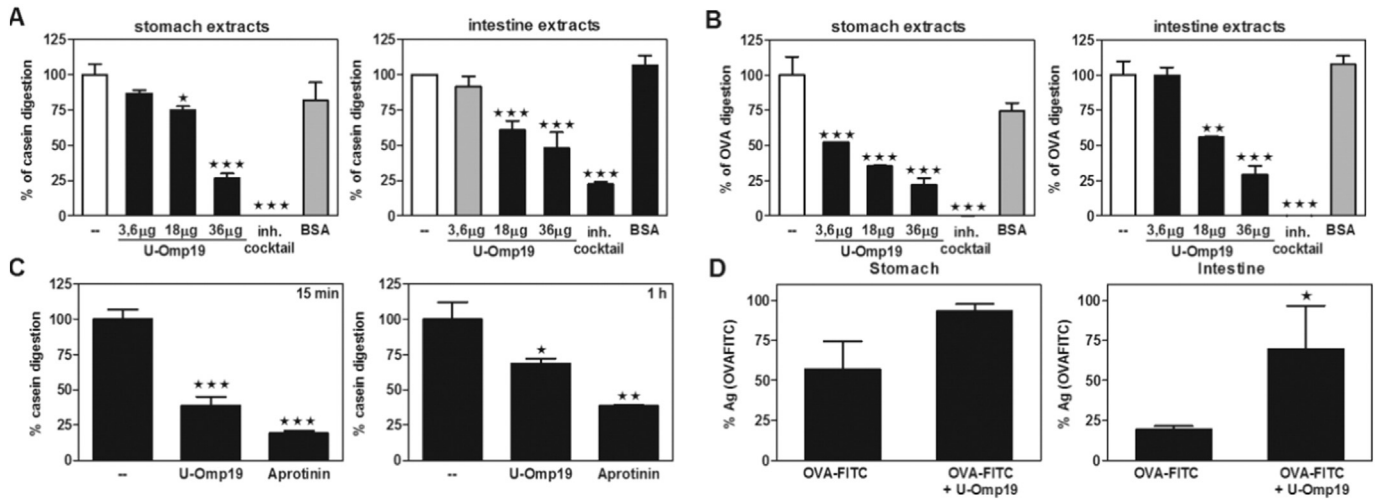 A
stomach extracts
% of casein digestion
125
100
75
50
25
0
★
★★★
★★★
--
3,6µg
18µg
36µg
inh.
cocktail
BSA
U-Omp19
intestine extracts
% of casein digestion
125
100
75
50
25
0
★★★
★★★
★★★
--
3,6µg
18µg
36µg
inh.
cocktail
BSA
U-Omp19
B
stomach extracts
% of OVA digestion
125
100
75
50
25
0
★★★
★★★
★★★
★★★
--
3,6µg
18µg
36µg
inh.
cocktail
BSA
U-Omp19
intestine extracts
% of OVA digestion
125
100
75
50
25
0
★★
★★★
★★★
--
3,6µg
18µg
36µg
inh.
cocktail
BSA
U-Omp19
C
15 min
% casein digestion
125
100
75
50
25
0
★★★
★★★
--
U-Omp19
Aprotinin
1 h
% casein digestion
125
100
75
50
25
0
★
★★
--
U-Omp19
Aprotinin
D
Stomach
% Ag (OVAFITC)
100
75
50
25
0
OVA-FITC
OVA-FITC
+ U-Omp19
Intestine
% Ag (OVAFITC)
100
75
50
25
0
★
OVA-FITC
OVA-FITC
+ U-Omp19